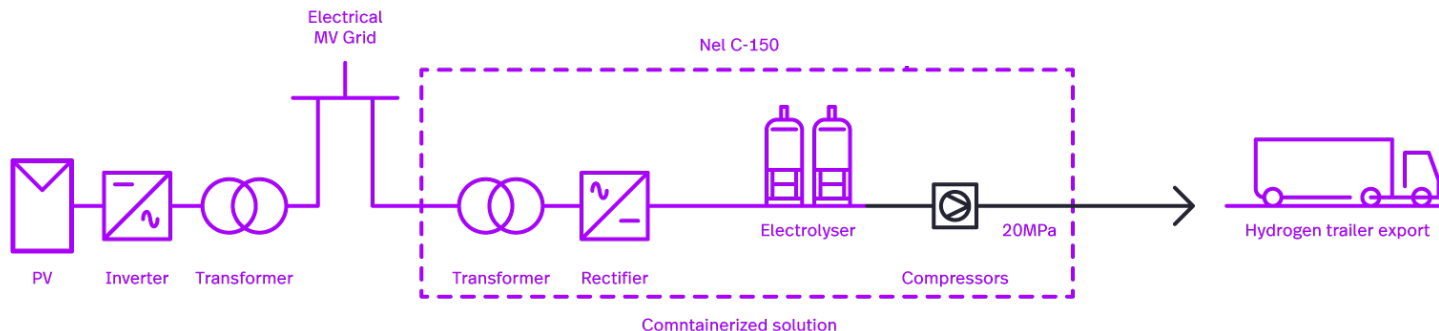 Electrical
MV Grid
Nel C-150
Electrolyser
20MPa
Hydrogen trailer export
PV
Inverter
Transformer
Transformer
Rectifier
Compressors
Comntainerized solution